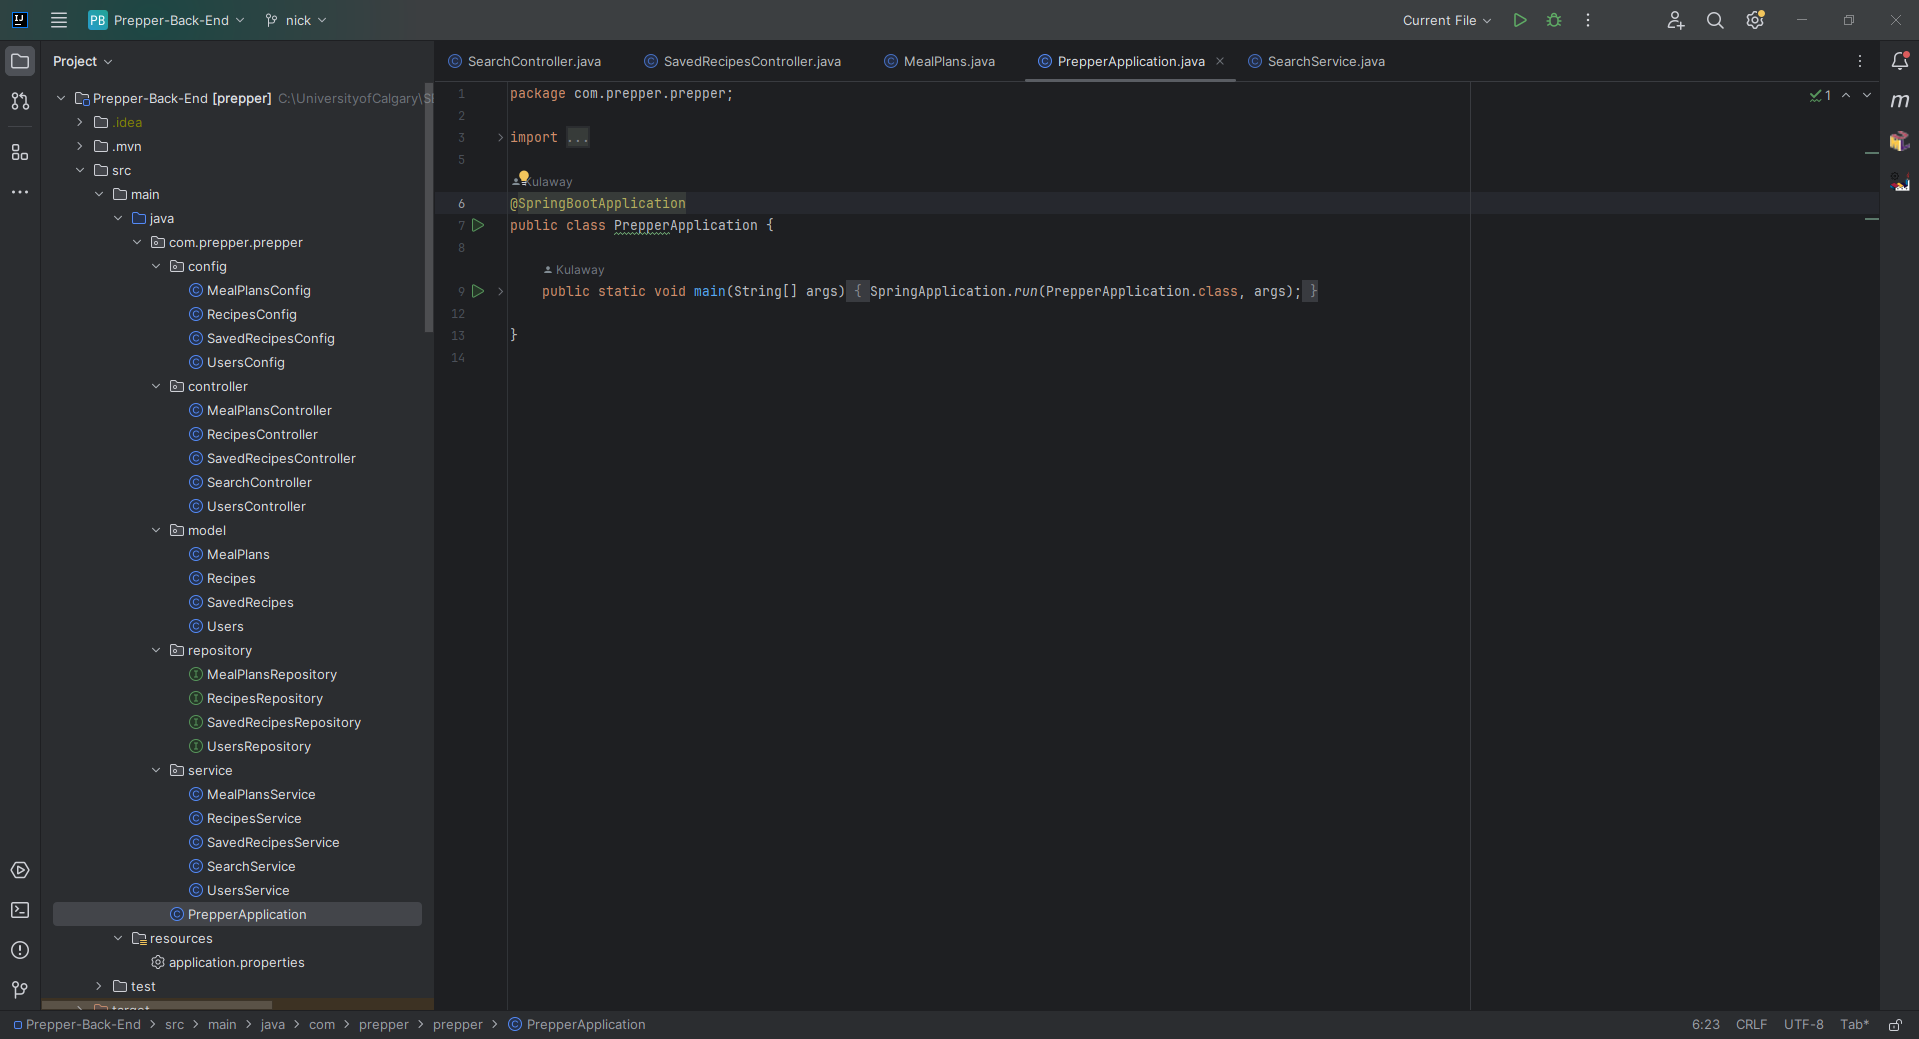 PB Prepper-Back-End nick Current File
Project
SearchController.java SavedRecipesController.java MealPlans.java PrepperApplication.java SearchService.java
Prepper-Back-End [prepper] C:\UniversityofCalgary\S
.idea
.mvn
src
main
java
com.prepper.prepper
config
MealPlansConfig
RecipesConfig
SavedRecipesConfig
UsersConfig
controller
MealPlansController
RecipesController
SavedRecipesController
SearchController
UsersController
model
MealPlans
Recipes
SavedRecipes
Users
repository
MealPlansRepository
RecipesRepository
SavedRecipesRepository
UsersRepository
service
MealPlansService
RecipesService
SavedRecipesService
SearchService
UsersService
PrepperApplication
resources
application.properties
test
target
1 package com.prepper.prepper;
2
3 import ...
5
Kulaway
6 @SpringBootApplication
7 public class PrepperApplication {
8
Kulaway
9 public static void main(String[] args) { SpringApplication.run(PrepperApplication.class, args); }
12
13 }
14
1
m
Prepper-Back-End > src > main > java > com > prepper > prepper > PrepperApplication 6:23 CRLF UTF-8 Tab*